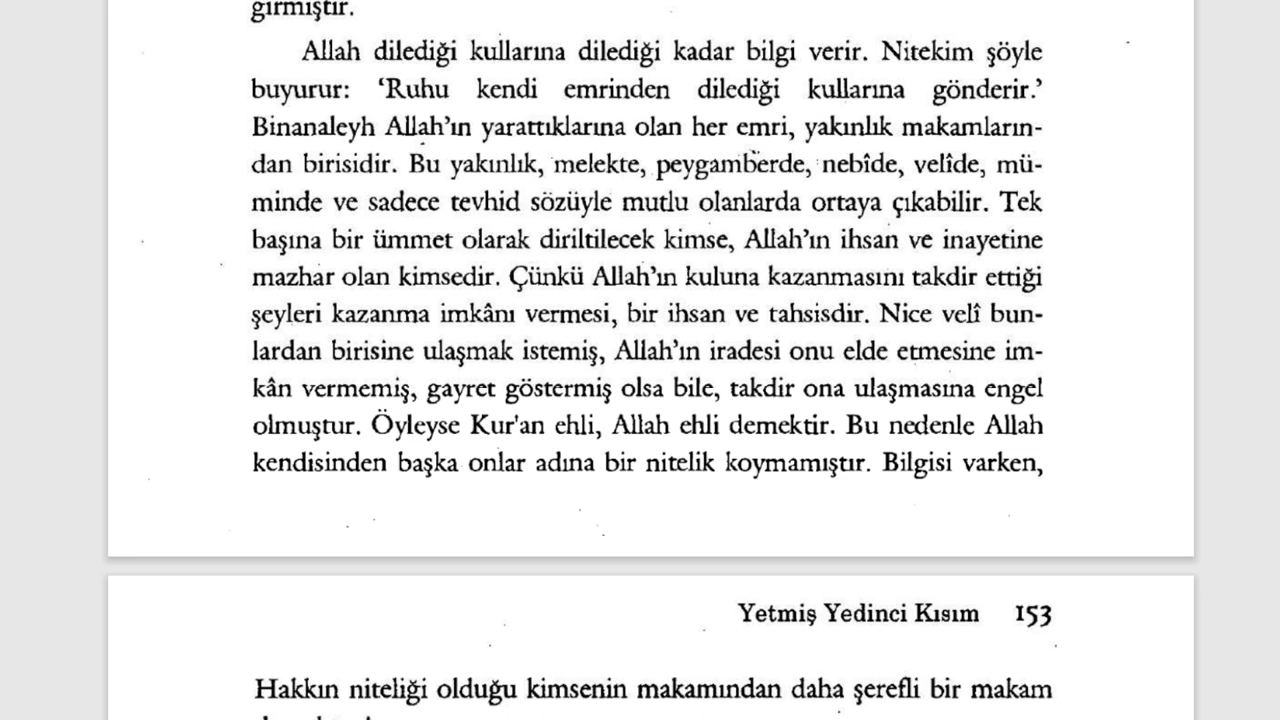 girmiştir.
Allah dilediği kullarına dilediği kadar bilgi verir. Nitekim şöyle
buyurur: ‘Ruhu kendi emrinden dilediği kullarına gönderir.’
Binanaleyh Allah’ın yarattıklarına olan her emri, yakınlık makamların-
dan birisidir. Bu yakınlık, melekte, peygamberde, nebîde, velîde, mü-
minde ve sadece tevhid sözüyle mutlu olanlarda ortaya çıkabilir. Tek
başına bir ümmet olarak diriltilecek kimse, Allah’ın ihsan ve inayetine
mazhar olan kimsedir. Çünkü Allah’ın kuluna kazanmasını takdir ettiği
şeyleri kazanma imkânı vermesi, bir ihsan ve tahsisdir. Nice velî bun-
lardan birisine ulaşmak istemiş, Allah’ın iradesi onu elde etmesine im-
kân vermemiş, gayret göstermiş olsa bile, takdir ona ulaşmasına engel
olmuştur. Öyleyse Kur'an ehli, Allah ehli demektir. Bu nedenle Allah
kendisinden başka onlar adına bir nitelik koymamıştır. Bilgisi varken,
Yetmiş Yedinci Kısım 153
Hakkın niteliği olduğu kimsenin makamından daha şerefli bir makam